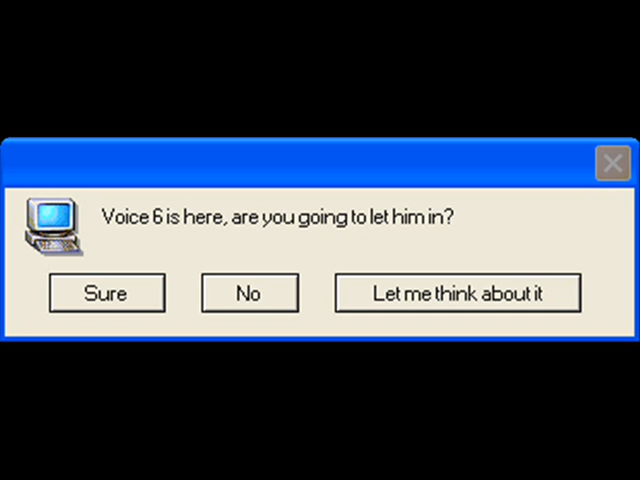 Voice 6 is here, are you going to let him in?
Sure
No
Let me think about it